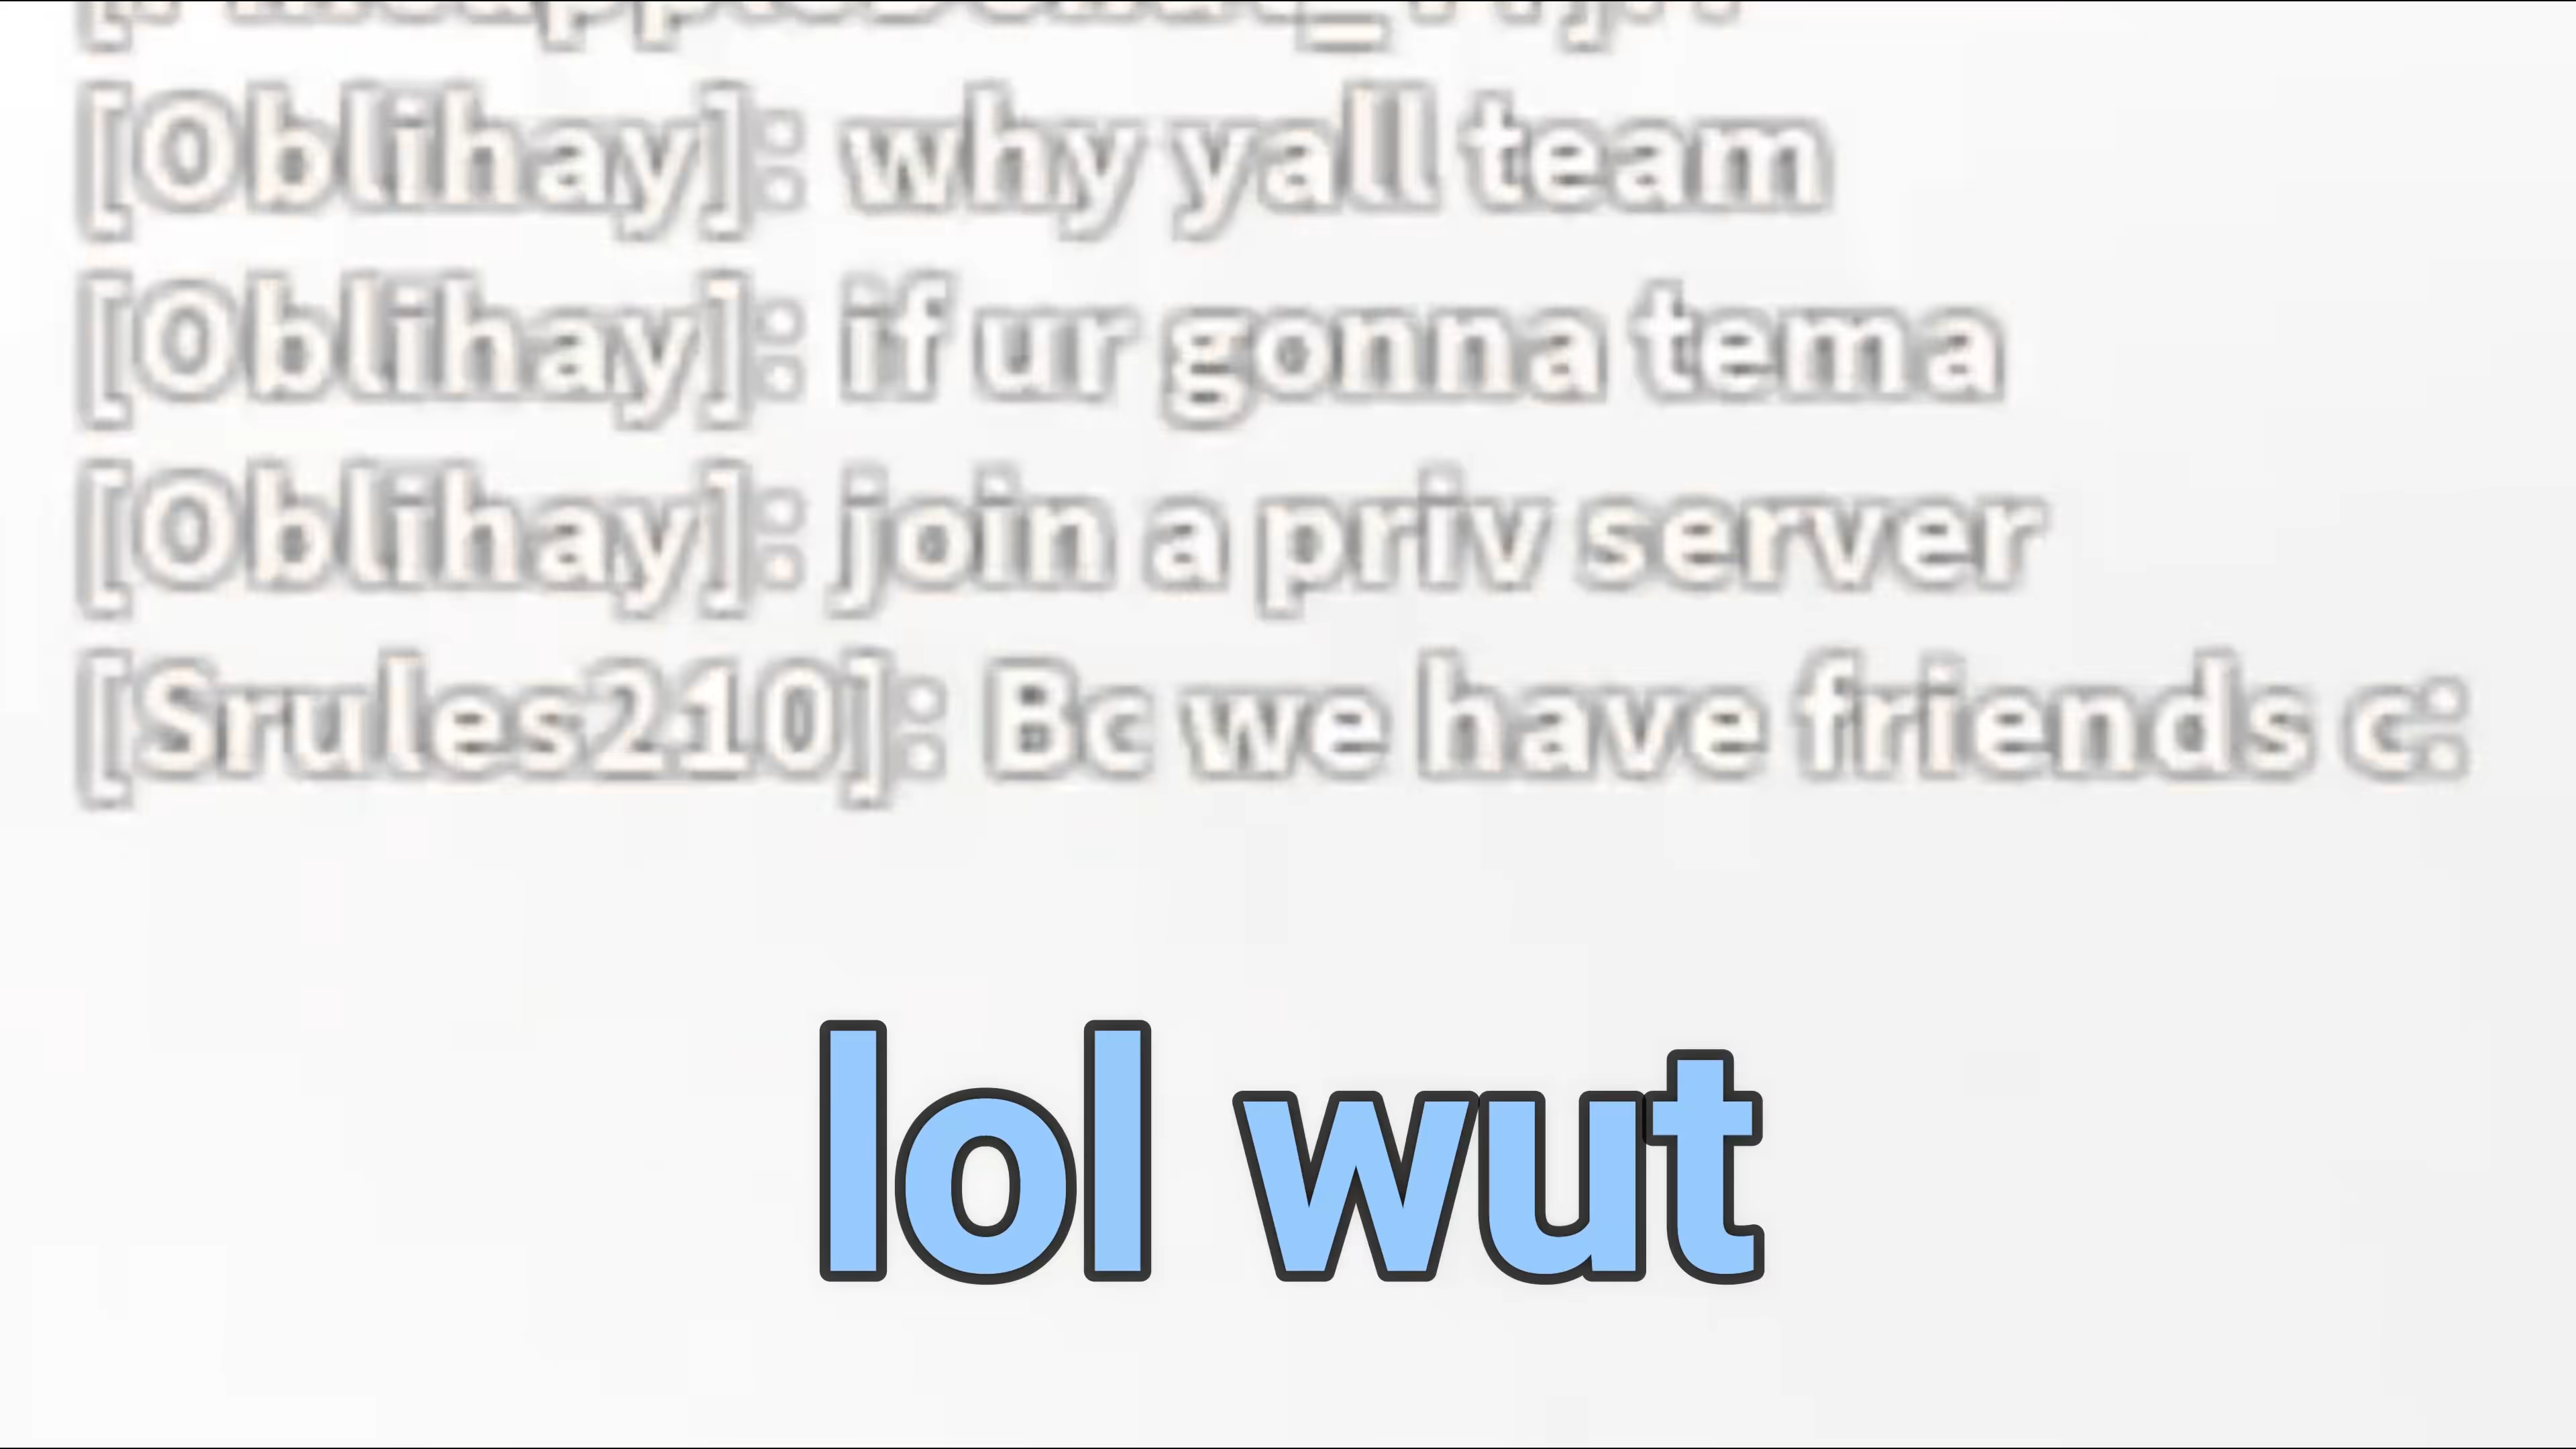 [Oblihay]: why yall team
[Oblihay]: if ur gonna tema
[Oblihay]: join a priv server
[Srules210]: Bc we have friends c:
lol wut